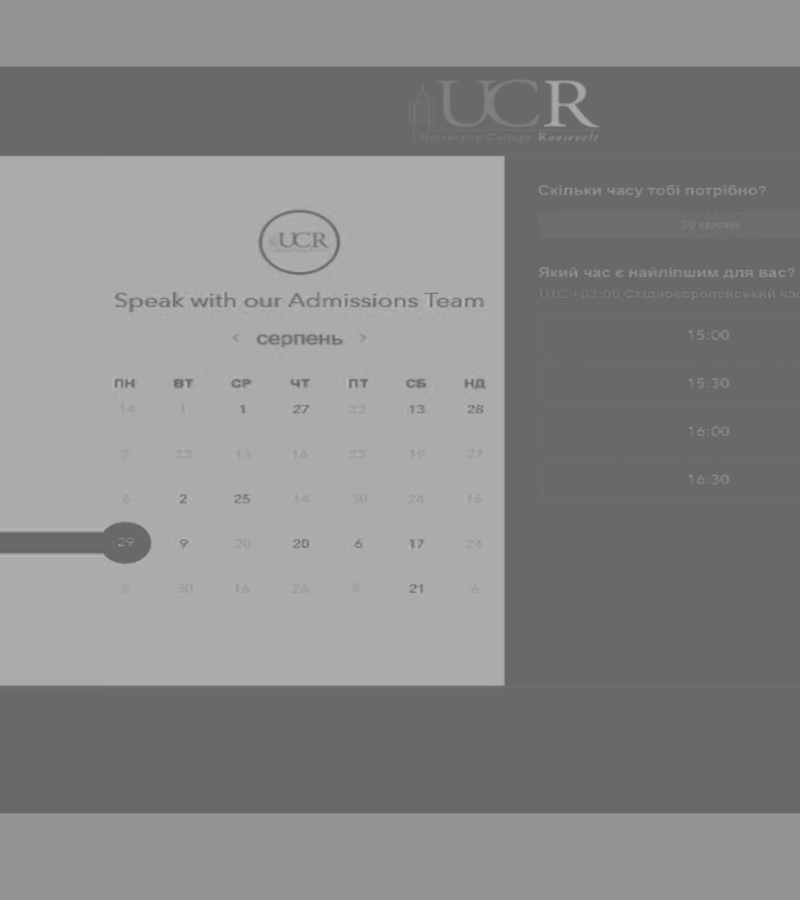 UCR
University College Roosevelt
UCR
Speak with our Admissions Team
< серпень >
ПН ВТ СР ЧТ ПТ СБ НД
14 1 1 27 23 13 28
2 22 13 16 22 19 27
6 2 25 14 30 24 16
29 9 20 20 6 17 24
2 30 16 26 5 21 6
Скільки часу тобі потрібно?
30 хвилин
Який час є найліпшим для вас?
UTC +03:00 Східноєвропейський час
15:00
15:30
16:00
16:30